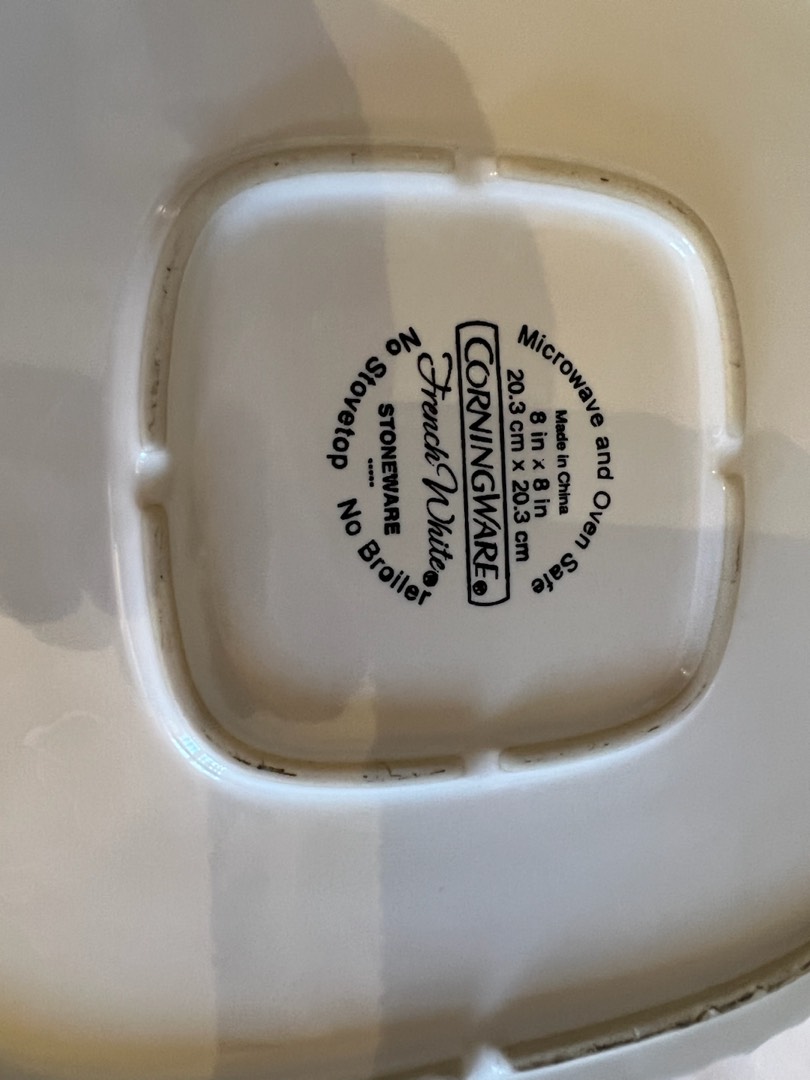 Microwave and Oven Safe
Made in China
8 in x 8 in
20.3 cm x 20.3 cm
CORNINGWARE®
French White®
STONEWARE
No Stovetop No Broiler